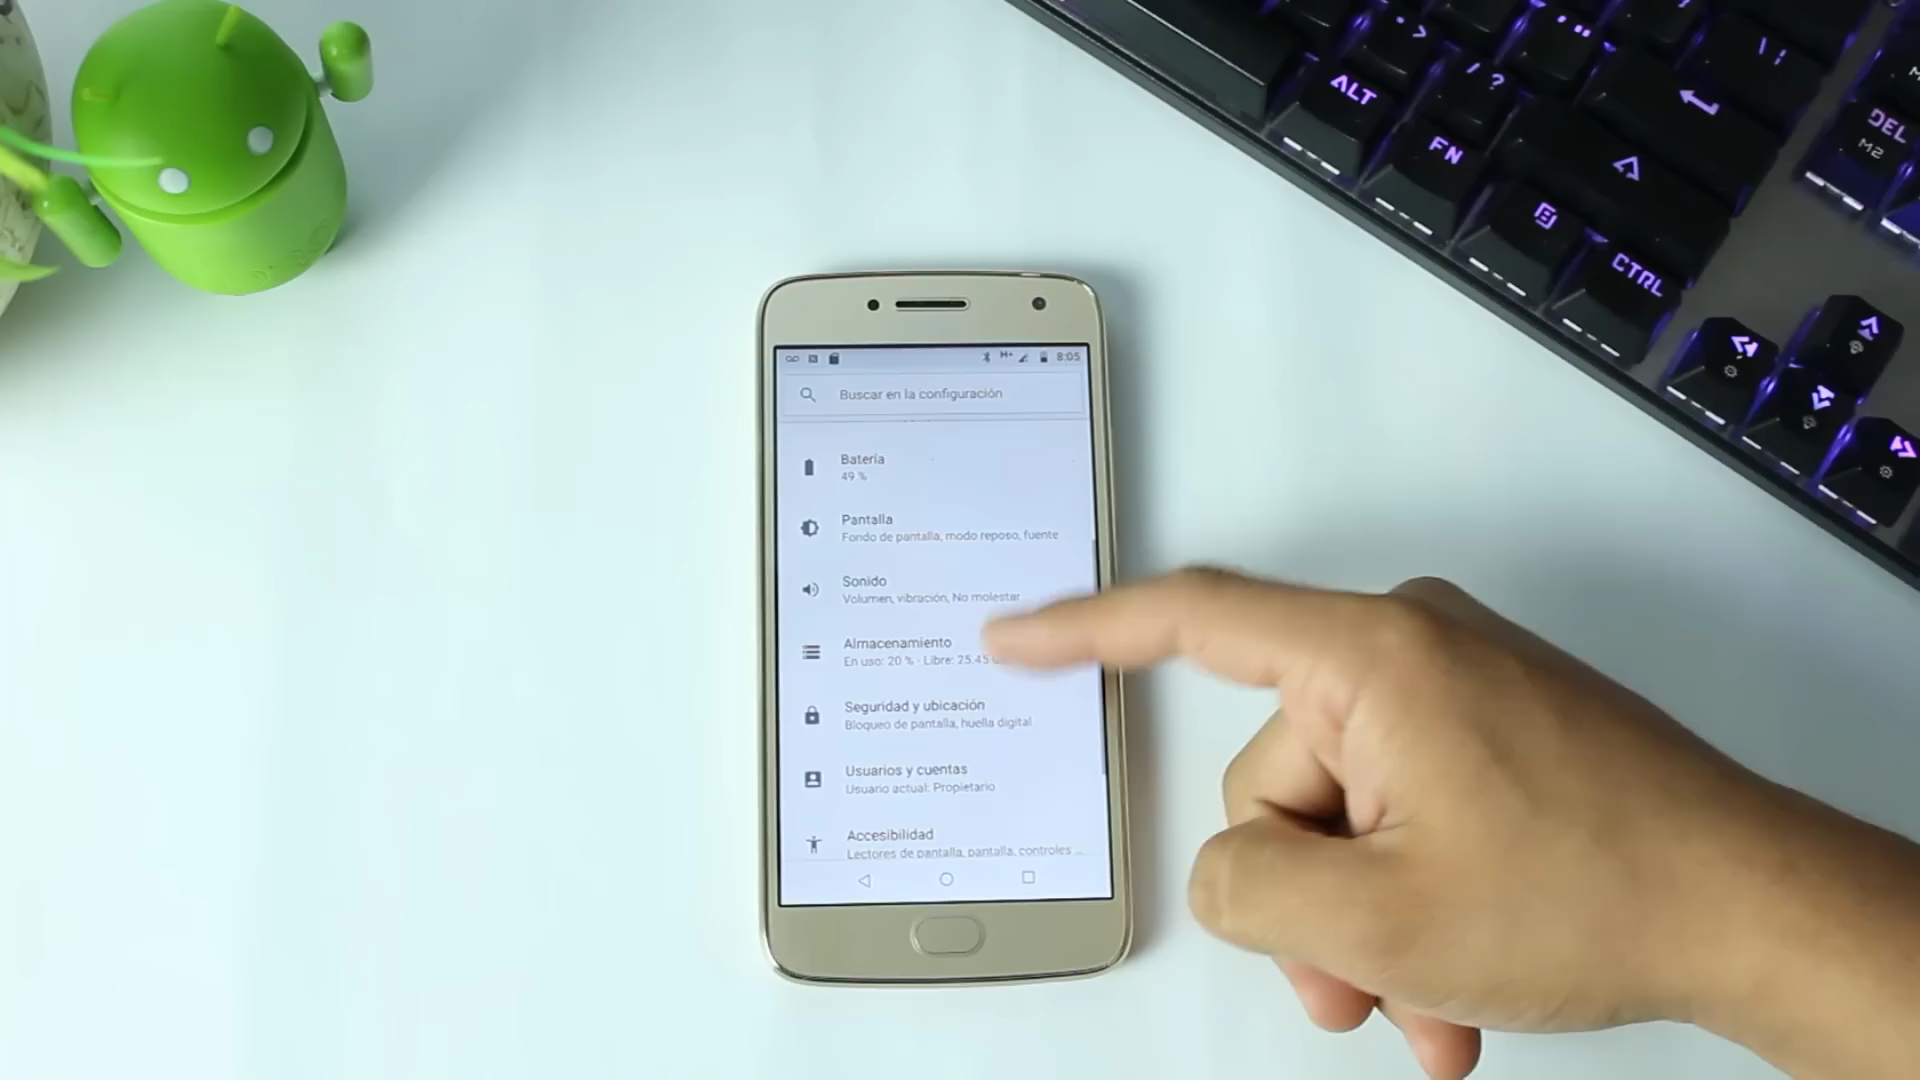 ALT
/ ?
FN
CTRL
DEL
M2
H+
8:05
Buscar en la configuración
Batería
49 %
Pantalla
Fondo de pantalla, modo reposo, fuente
Sonido
Volumen, vibración, No molestar
Almacenamiento
En uso: 20 % - Libre: 25.45
Seguridad y ubicación
Bloqueo de pantalla, huella digital
Usuarios y cuentas
Usuario actual: Propietario
Accesibilidad
Lectores de pantalla, pantalla, controles ...